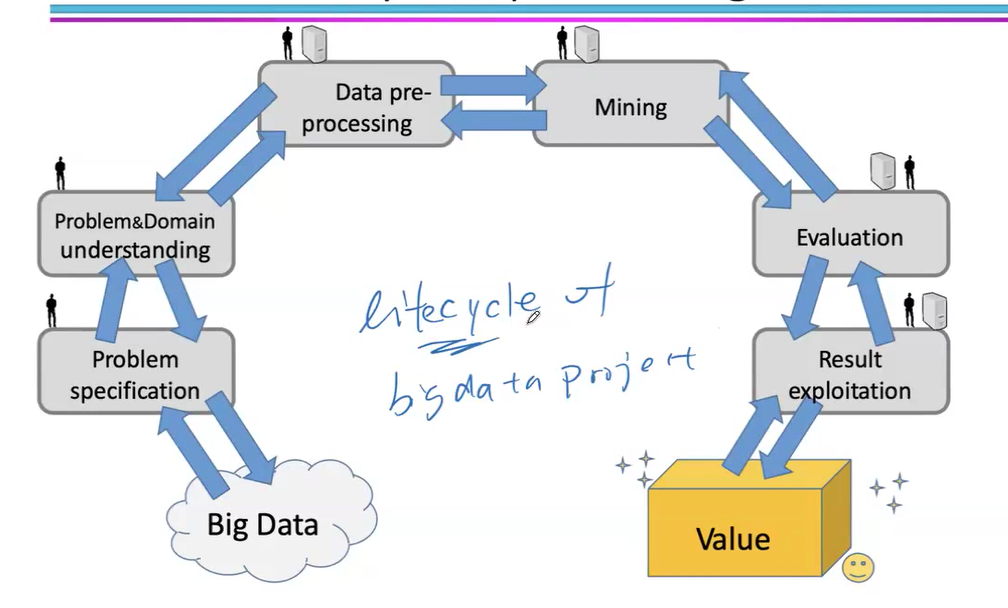 Data pre-
processing
Mining
Problem&Domain
understanding
Evaluation
Problem
specification
lifecycle of
bigdata project
Result
exploitation
Big Data
Value